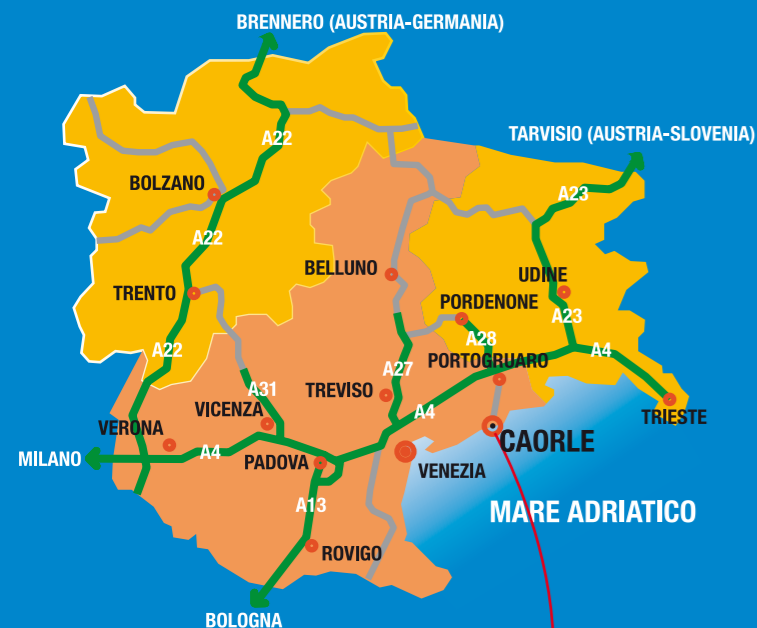 BRENNERO (AUSTRIA-GERMANIA)
TARVISIO (AUSTRIA-SLOVENIA)
A22
BOLZANO
A23
A22
BELLUNO
UDINE
TRENTO
PORDENONE
A23
A28
A22
A4
PORTOGRUARO
A27
A31
TREVISO
VICENZA
A4
TRIESTE
VERONA
CAORLE
A4
MILANO
PADOVA
VENEZIA
A13
MARE ADRIATICO
ROVIGO
BOLOGNA